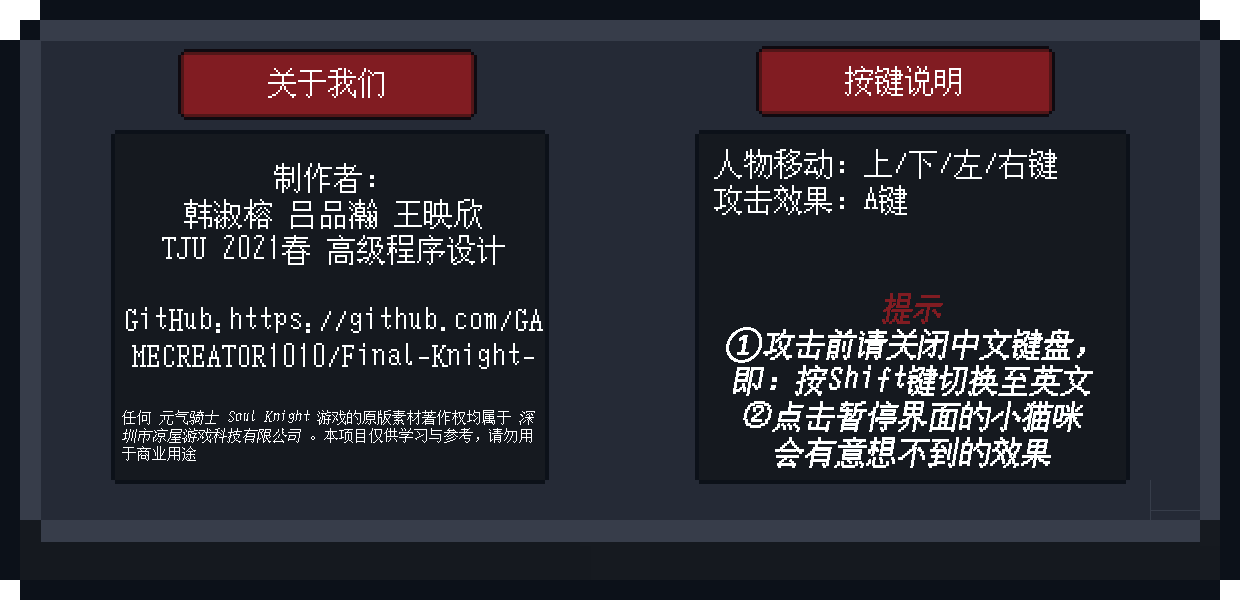 关于我们
制作者：
韩淑榕 吕品瀚 王映欣
TJU 2021春 高级程序设计
GitHub:https://github.com/GA
MECREATOR1010/Final-Knight-
任何 元气骑士 Soul Knight 游戏的原版素材著作权均属于 深
圳市凉屋游戏科技有限公司 。本项目仅供学习与参考，请勿用
于商业用途
按键说明
人物移动：上/下/左/右键
攻击效果：A键
提示
①攻击前请关闭中文键盘，
即：按Shift键切换至英文
②点击暂停界面的小猫咪
会有意想不到的效果